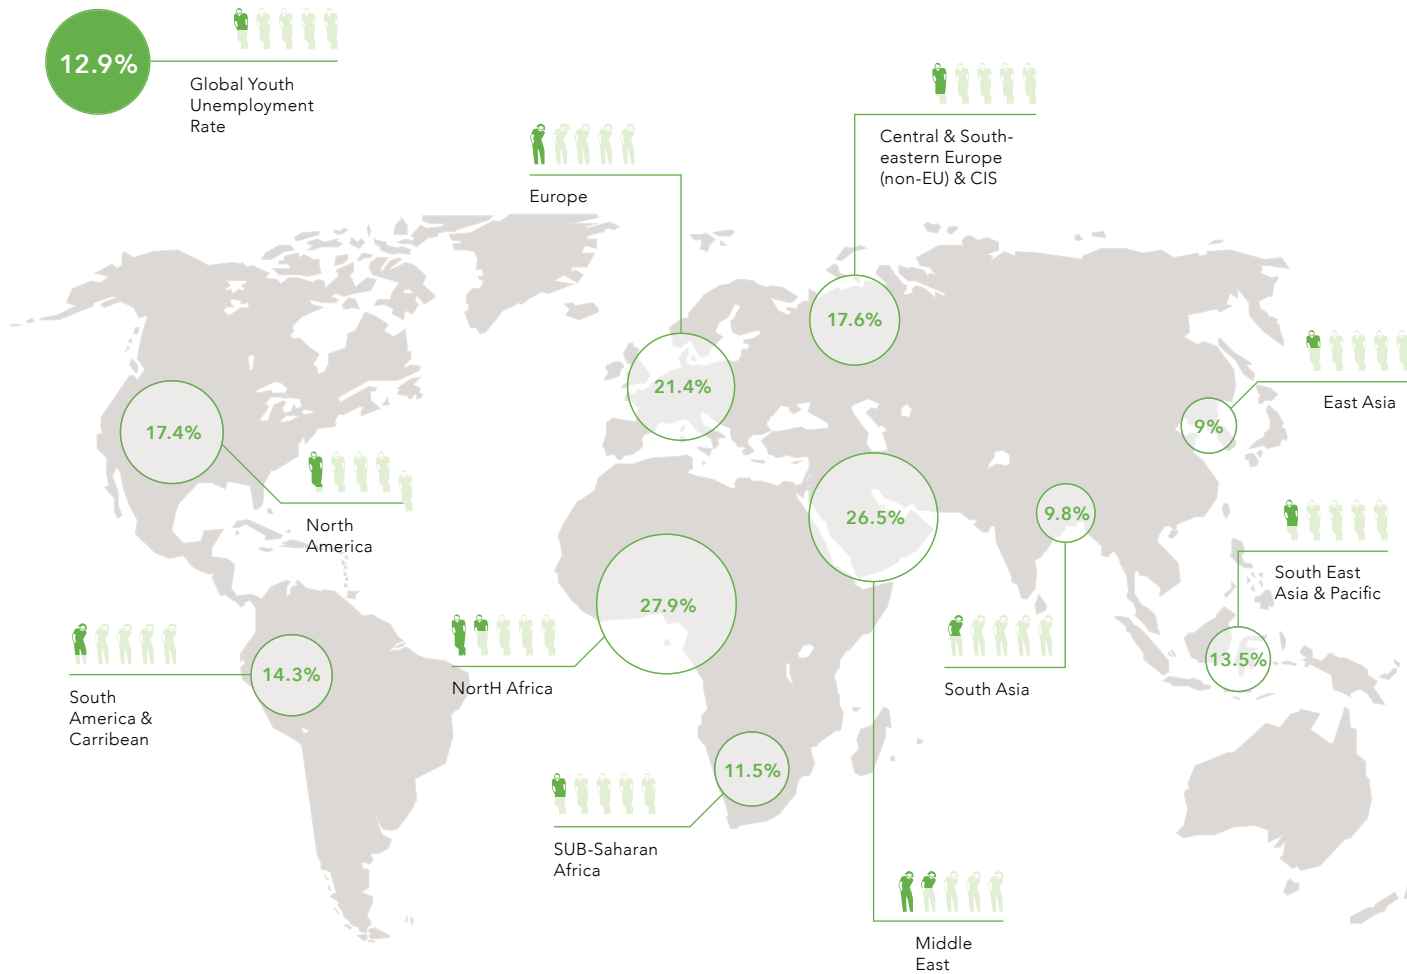 12.9%
Global Youth
Unemployment
Rate
Europe
21.4%
Central & South-
eastern Europe
(non-EU) & CIS
17.6%
East Asia
9%
17.4%
North
America
26.5%
9.8%
South Asia
South East
Asia & Pacific
13.5%
27.9%
NortH Africa
14.3%
South
America &
Carribean
11.5%
SUB-Saharan
Africa
Middle
East